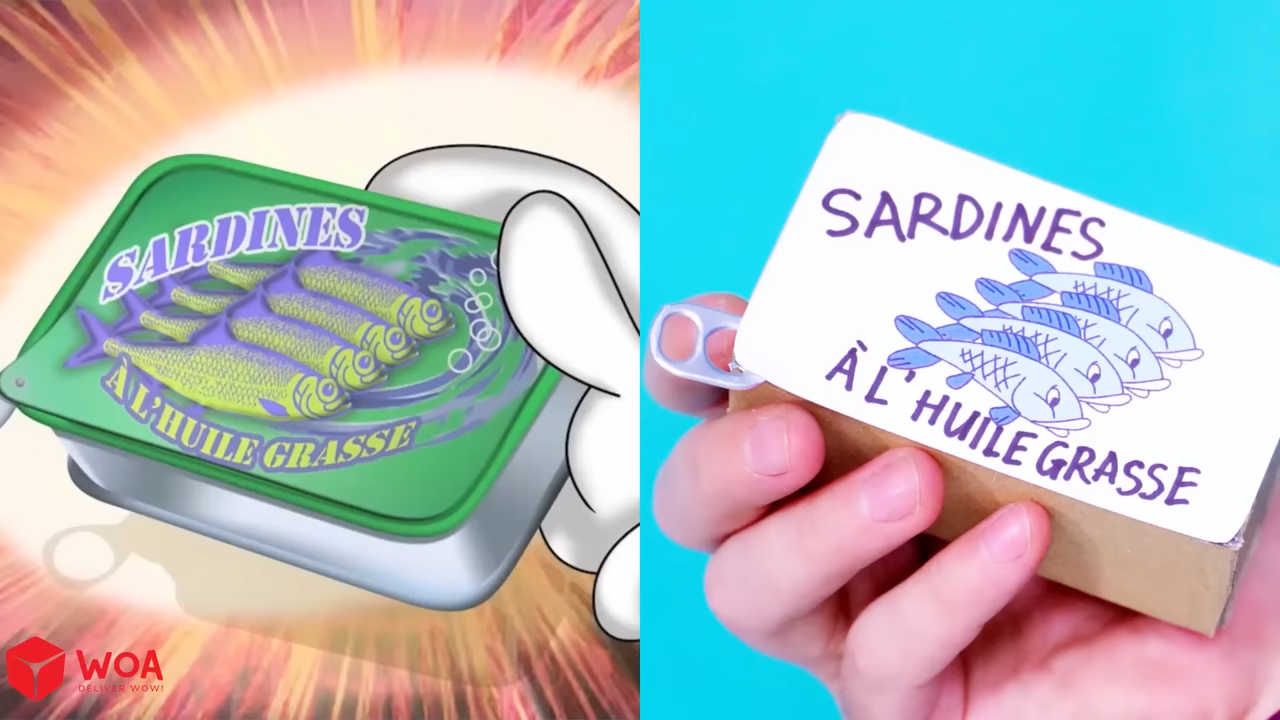 SARDINES
À L'HUILE GRASSE
WOA
DELIVER WOW!
SARDINES
À L'HUILE GRASSE